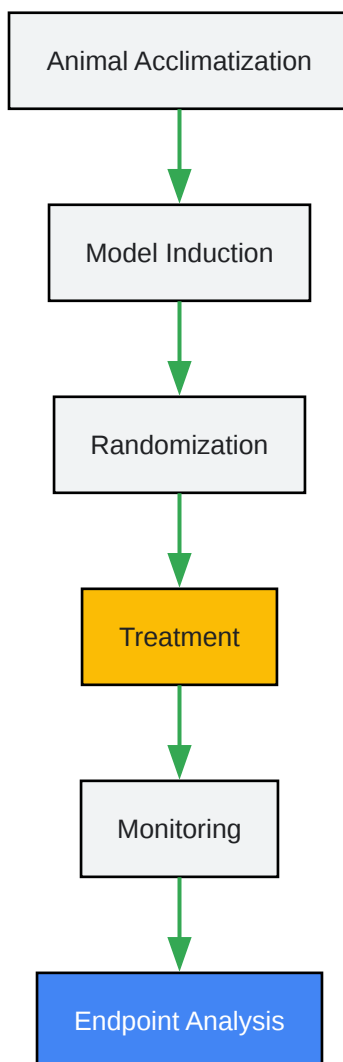 Animal Acclimatization
Model Induction
Randomization
Treatment
Monitoring
Endpoint Analysis